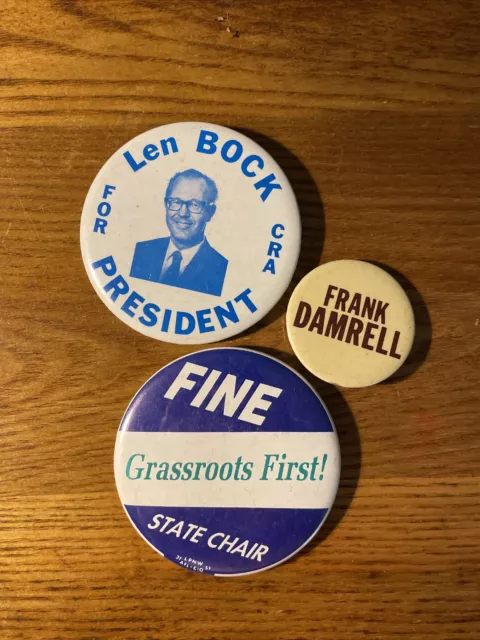 Len BOCK
FOR
CRA
PRESIDENT
FRANK
DAMRELL
FINE
Grassroots First!
STATE CHAIR